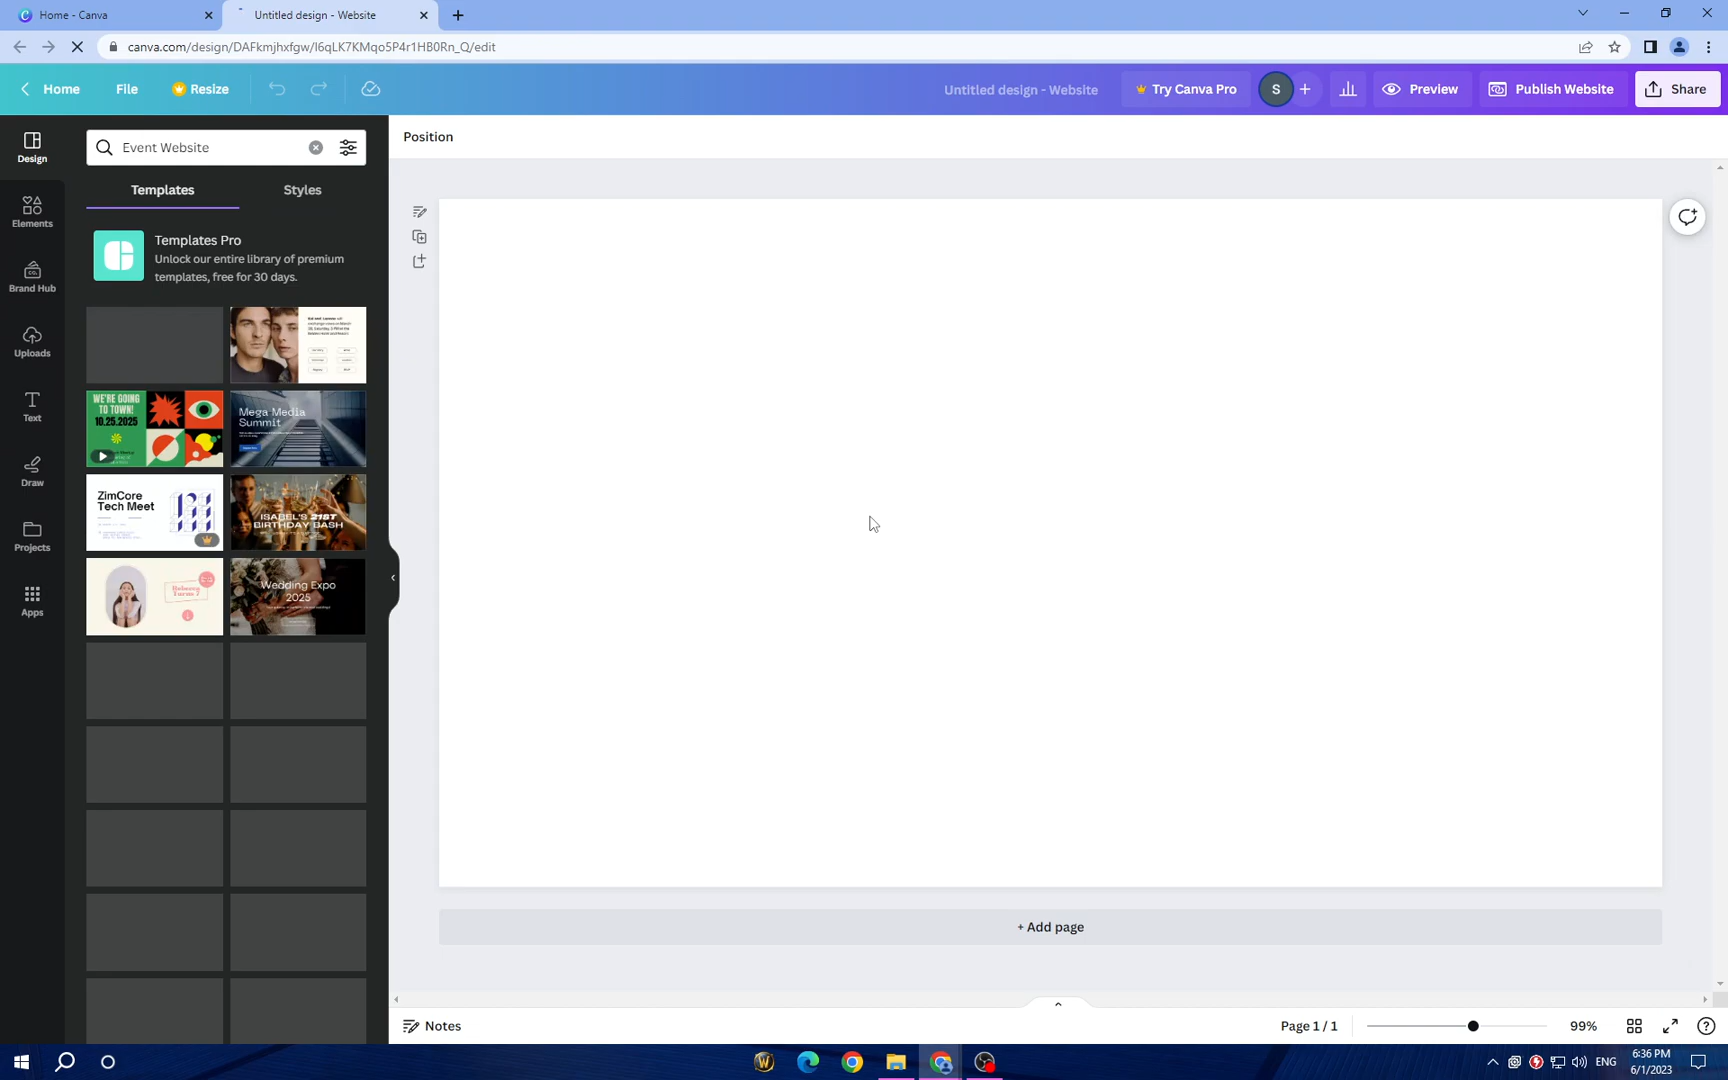 Home - Canva
Untitled design - Website
canva.com/design/DAFkmjhxfgw/I6qLK7KMqo5P4r1HB0Rn_Q/edit
Home
File
Resize
Untitled design - Website
Try Canva Pro
S
+
Preview
Publish Website
Share
Design
Elements
Brand Hub
Uploads
Text
Draw
Projects
Apps
Event Website
Templates
Styles
Templates Pro
Unlock our entire library of premium
templates, free for 30 days.
WE'RE GOING
TO TOWN!
10.25.2025
Mega Media
Summit
ZimCore
Tech Meet
ISABEL'S 21ST
BIRTHDAY BASH
Rebecca
Turns 7
Wedding Expo
2025
Position
+ Add page
Notes
Page 1 / 1
99%
ENG
6:36 PM
6/1/2023